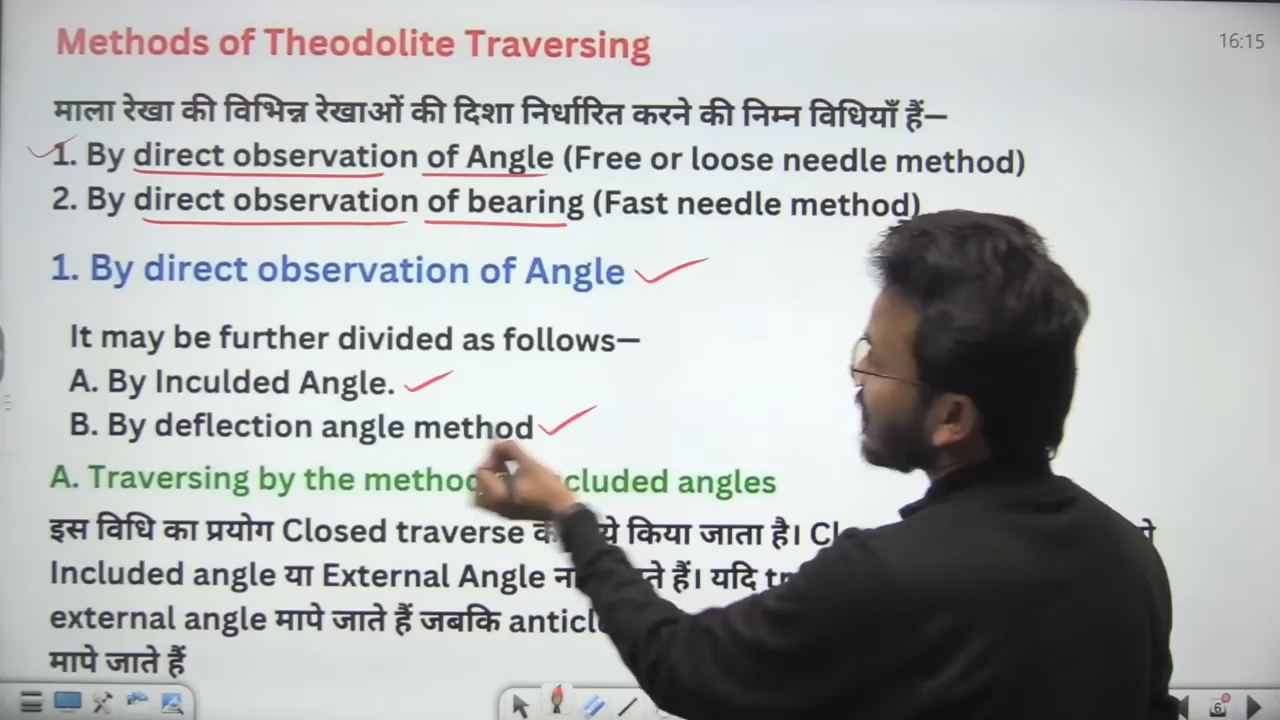 Methods of Theodolite Traversing
16:15
माला रेखा की विभिन्न रेखाओं की दिशा निर्धारित करने की निम्न विधियाँ हैं—
1. By direct observation of Angle (Free or loose needle method)
2. By direct observation of bearing (Fast needle method)
1. By direct observation of Angle
It may be further divided as follows—
A. By Inculded Angle.
B. By deflection angle method
A. Traversing by the method cluded angles
इस विधि का प्रयोग Closed traverse किया जाता है।
Included angle या External Angle हैं। यदि
external angle मापे जाते हैं जबकि
मापे जाते हैं
6